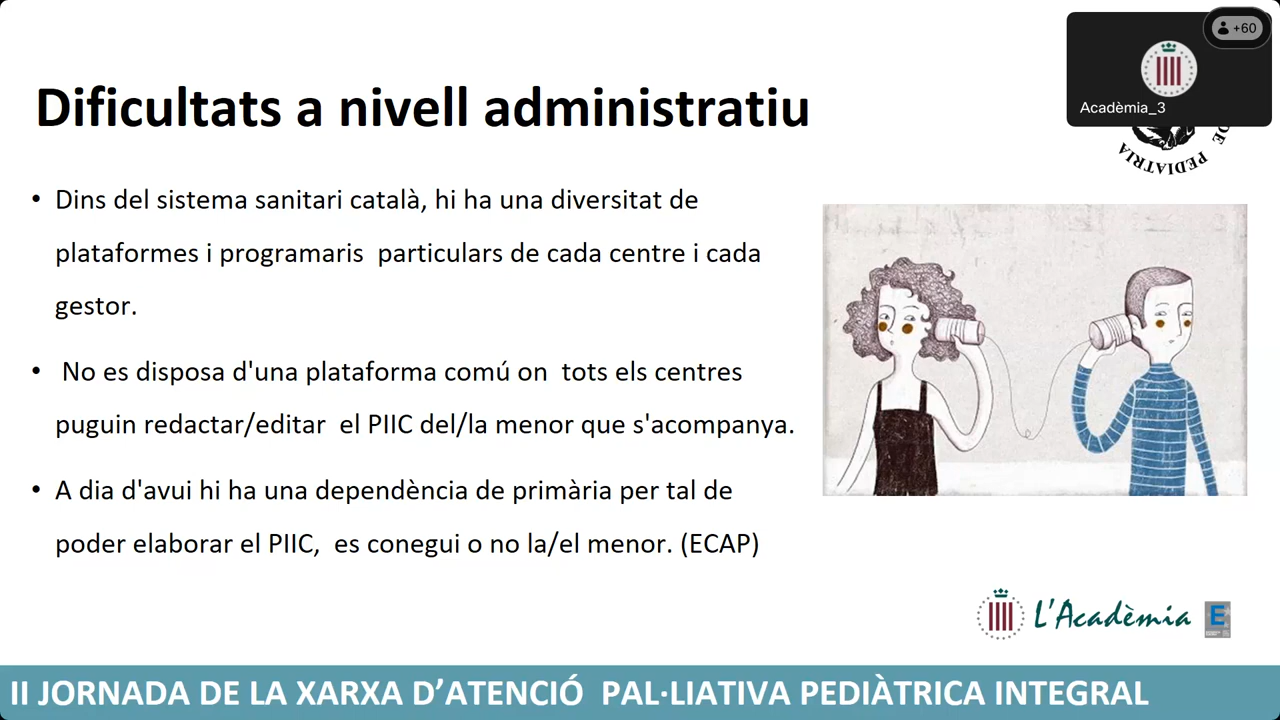 +60
Acadèmia_3
DE PEDIATRIA
Dificultats a nivell administratiu
• Dins del sistema sanitari català, hi ha una diversitat de
plataformes i programaris particulars de cada centre i cada
gestor.
• No es disposa d'una plataforma comú on tots els centres
puguin redactar/editar el PIIC del/la menor que s'acompanya.
• A dia d'avui hi ha una dependència de primària per tal de
poder elaborar el PIIC, es conegui o no la/el menor. (ECAP)
L'Acadèmia
E
II JORNADA DE LA XARXA D’ATENCIÓ PAL·LIATIVA PEDIÀTRICA INTEGRAL